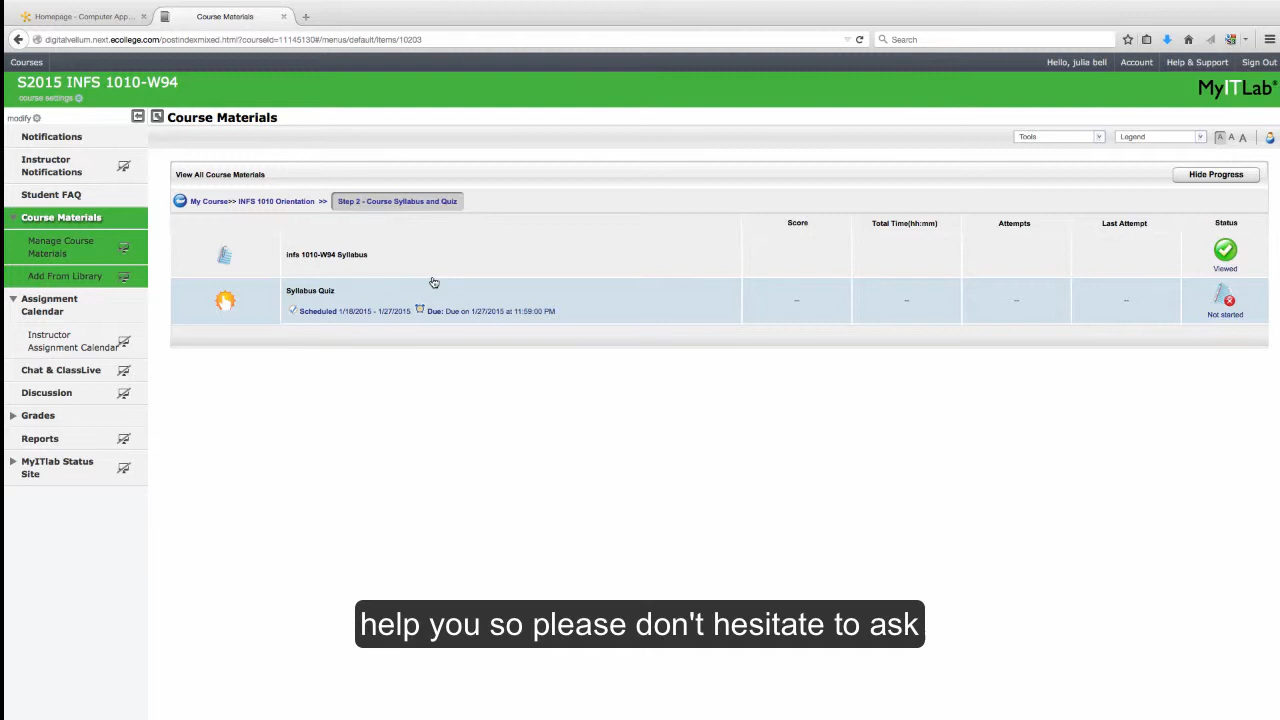 Homepage - Computer App...
Course Materials
digitalvellum.next.ecollege.com/postindexmixed.html?courseId=11145130#/menus/default/items/10203
Search
Courses
Hello, julia bell
Account
Help & Support
Sign Out
S2015 INFS 1010-W94
course settings
MyITLab®
modify
Course Materials
Notifications
Tools
Legend
A A A
Instructor
Notifications
View All Course Materials
Hide Progress
Student FAQ
My Course>> INFS 1010 Orientation >> Step 2 - Course Syllabus and Quiz
Course Materials
Score
Total Time(hh:mm)
Attempts
Last Attempt
Status
Manage Course
Materials
infs 1010-W94 Syllabus
Viewed
Add From Library
Syllabus Quiz
-- -- -- --
Scheduled 1/18/2015 - 1/27/2015 Due: Due on 1/27/2015 at 11:59:00 PM
Not started
Assignment
Calendar
Instructor
Assignment Calendar
Chat & ClassLive
Discussion
Grades
Reports
MyITlab Status
Site
help you so please don't hesitate to ask